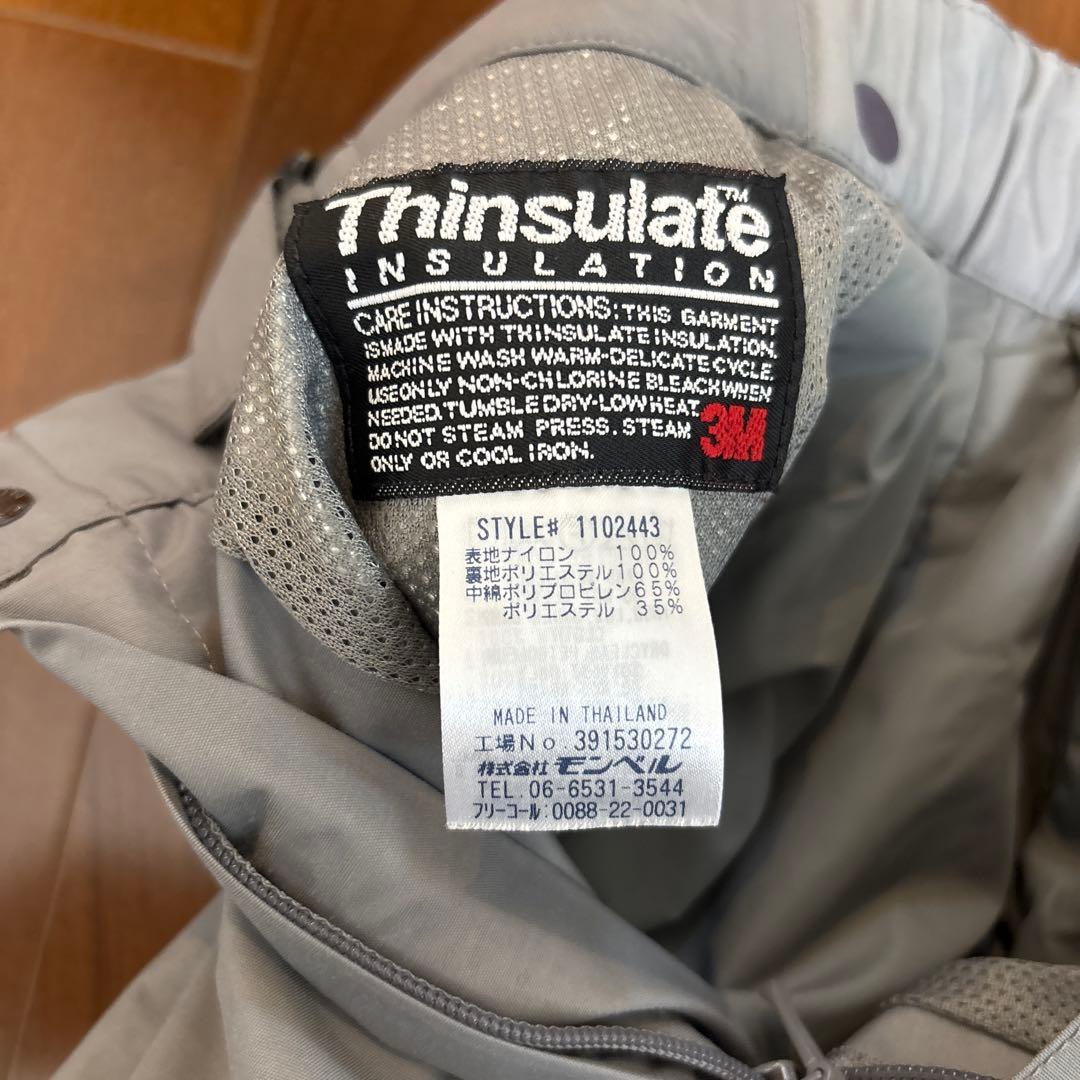 Thinsulate™
INSULATION
CARE INSTRUCTIONS: THIS GARMENT
IS MADE WITH THINSULATE INSULATION.
MACHINE WASH WARM-DELICATE CYCLE.
USE ONLY NON-CHLORINE BLEACH WHEN
NEEDED. TUMBLE DRY-LOW HEAT.
DO NOT STEAM PRESS. STEAM
ONLY OR COOL IRON.
3M
STYLE# 1102443
表地ナイロン 100%
裏地ポリエステル100%
中綿ポリプロピレン65%
ポリエステル 35%
MADE IN THAILAND
工場No.391530272
株式会社 モンベル
TEL.06-6531-3544
フリーコール:0088-22-0031